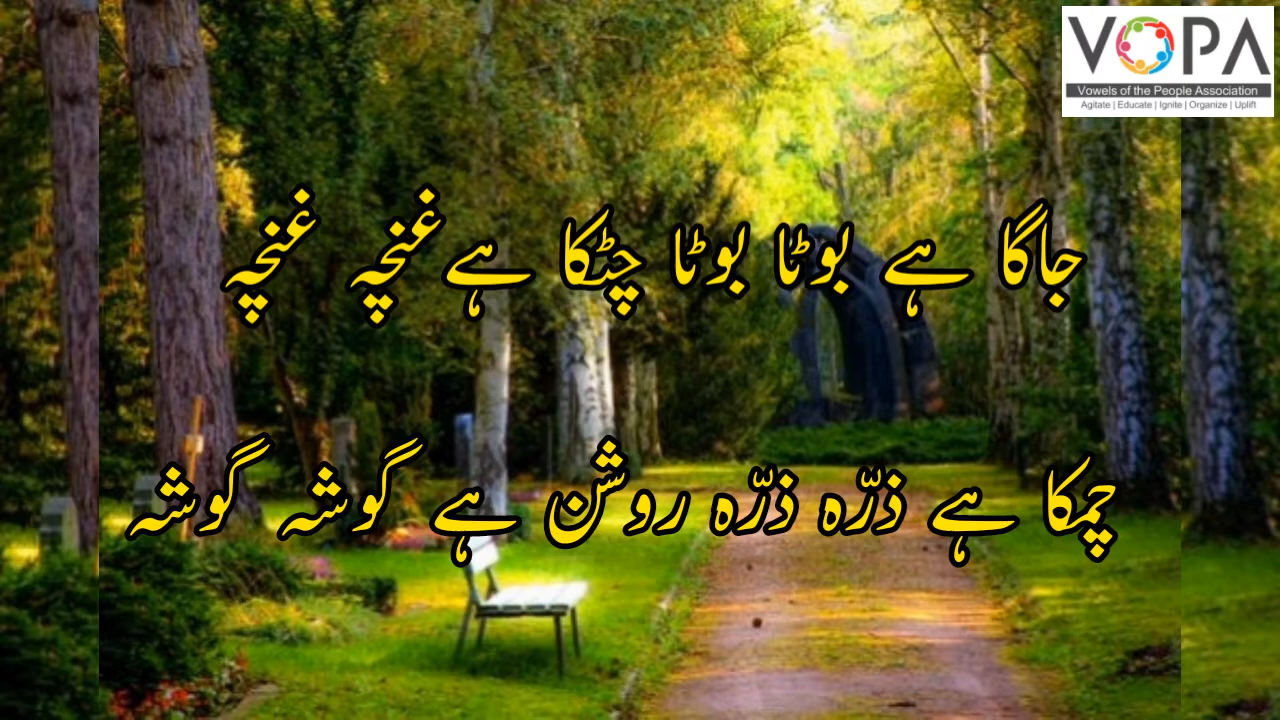 VOPA
Vowels of the People Association
Agitate | Educate | Ignite | Organize | Uplift
جاگا ہے بوٹا بوٹا چٹکا ہے غنچہ غنچہ
چمکا ہے ذرّہ ذرّہ روشن ہے گوشہ گوشہ